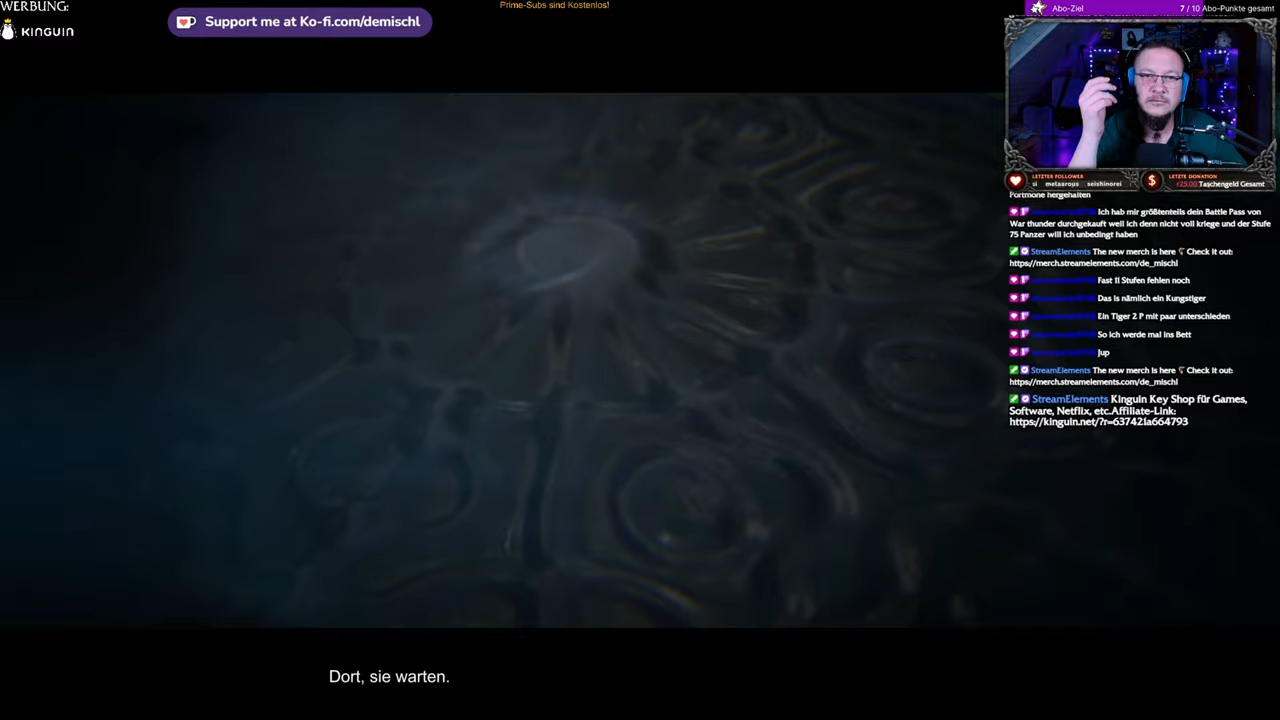 WERBUNG:
KINGUIN
Support me at Ko-fi.com/demischl
Prime-Subs sind Kostenlos!
Abo-Ziel
7 / 10 Abo-Punkte gesamt
LETZTER FOLLOWER
si melaarous seishinorei
LETZTE DONATION
€25.00 Taschengeld Gesamt
Portmone hergehalten
Ich hab mir größtenteils dein Battle Pass von
War thunder durchgekauft weil ich denn nicht voll kriege und der Stufe
75 Panzer will ich unbedingt haben
StreamElements The new merch is here Check it out:
https://merch.streamelements.com/de_mischl
Fast 11 Stufen fehlen noch
Das is nämlich ein Kungstiger
Ein Tiger 2 P mit paar unterschieden
So ich werde mal ins Bett
Jup
StreamElements The new merch is here Check it out:
https://merch.streamelements.com/de_mischl
StreamElements Kinguin Key Shop für Games,
Software, Netflix, etc.Affiliate-Link:
https://kinguin.net/?r=637421a664793
Dort, sie warten.